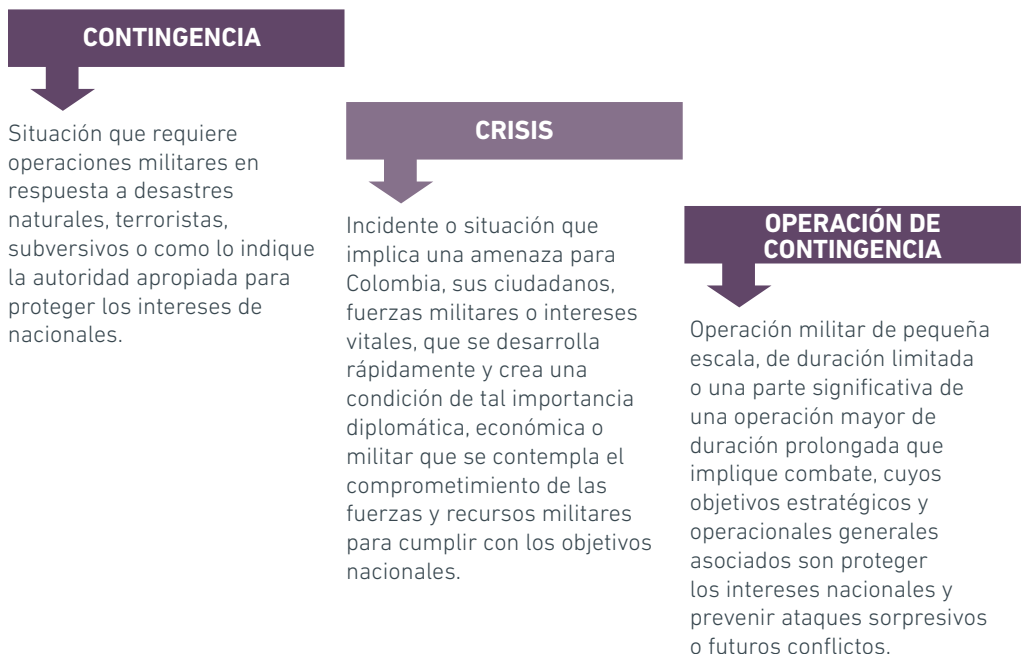 CONTINGENCIA
Situación que requiere
operaciones militares en
respuesta a desastres
naturales, terroristas,
subversivos o como lo indique
la autoridad apropiada para
proteger los intereses de
nacionales.
CRISIS
Incidente o situación que
implica una amenaza para
Colombia, sus ciudadanos,
fuerzas militares o intereses
vitales, que se desarrolla
rápidamente y crea una
condición de tal importancia
diplomática, económica o
militar que se contempla el
comprometimiento de las
fuerzas y recursos militares
para cumplir con los objetivos
nacionales.
OPERACIÓN DE
CONTINGENCIA
Operación militar de pequeña
escala, de duración limitada
o una parte significativa de
una operación mayor de
duración prolongada que
implique combate, cuyos
objetivos estratégicos y
operacionales generales
asociados son proteger
los intereses nacionales y
prevenir ataques sorpresivos
o futuros conflictos.